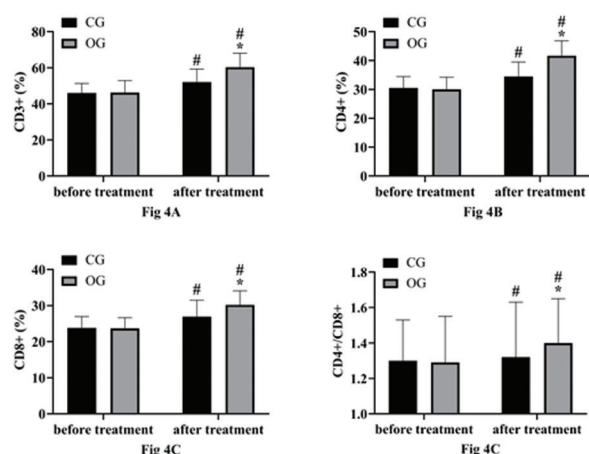 CG
OG
CD3+ (%)
80
60
40
20
0
#
#
*
before treatment after treatment
Fig 4A
CG
OG
CD4+ (%)
50
40
30
20
10
0
#
#
*
before treatment after treatment
Fig 4B
CG
OG
CD8+ (%)
40
30
20
10
0
#
#
*
before treatment after treatment
Fig 4C
CG
OG
CD4+/CD8+
1.8
1.6
1.4
1.2
1.0
#
#
*
before treatment after treatment
Fig 4C